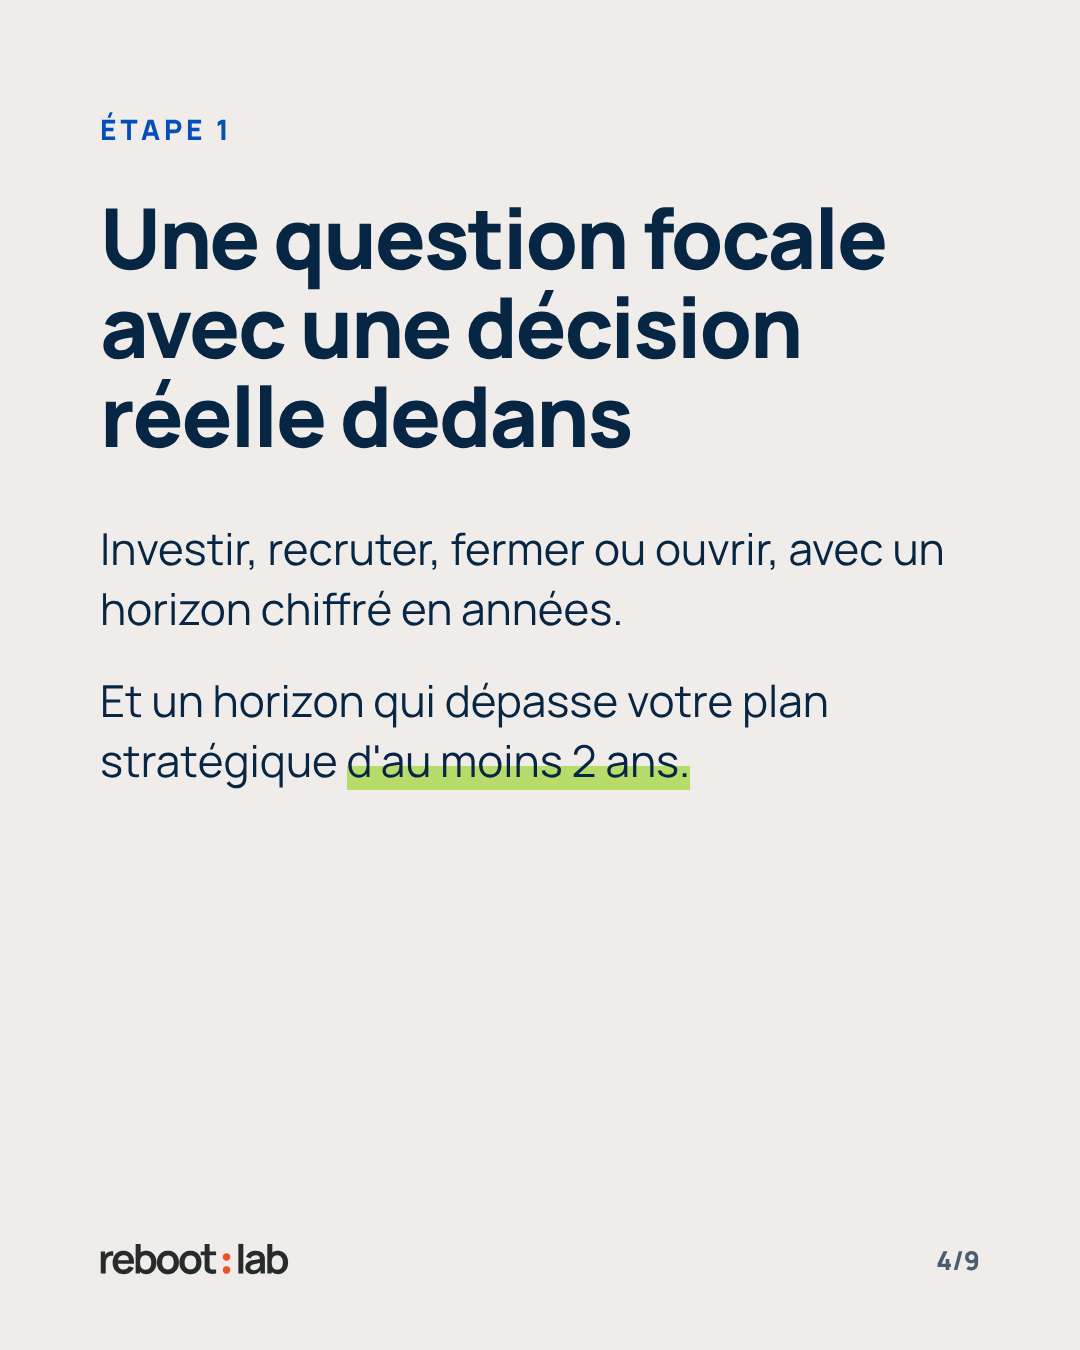 ÉTAPE 1
Une question focale
avec une décision
réelle dedans
Investir, recruter, fermer ou ouvrir, avec un
horizon chiffré en années.
Et un horizon qui dépasse votre plan
stratégique d'au moins 2 ans.
reboot:lab
4/9